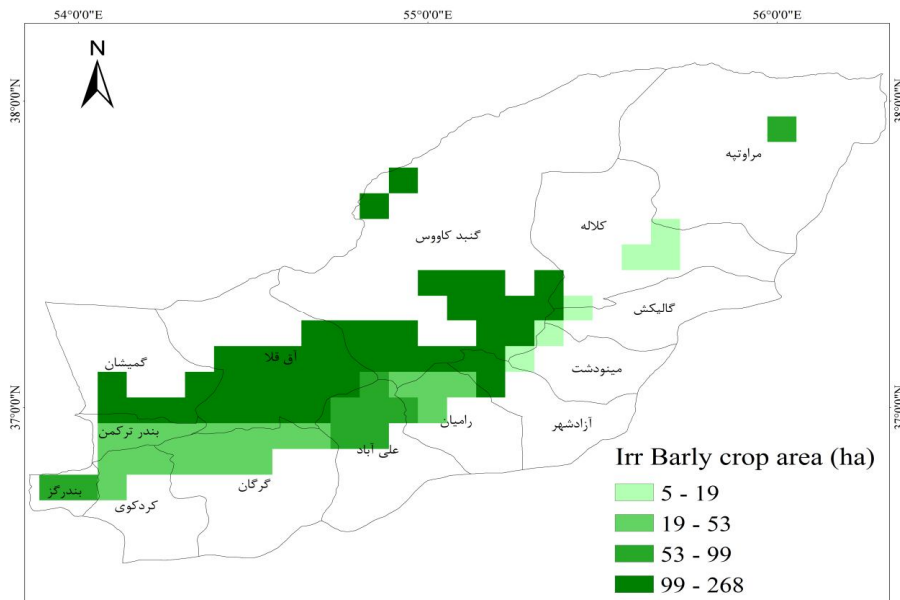 54°0'0"E
55°0'0"E
56°0'0"E
N
38°0'0"N
38°0'0"N
مراوتپه
کلاله
گنبد کاووس
گالیکش
گمیشان
آق قلا
مینودشت
37°0'0"N
37°0'0"N
رامیان
آزادشهر
بندر ترکمن
علی آباد
گرگان
بندرگز
کردکوی
Irr Barly crop area (ha)
5 - 19
19 - 53
53 - 99
99 - 268